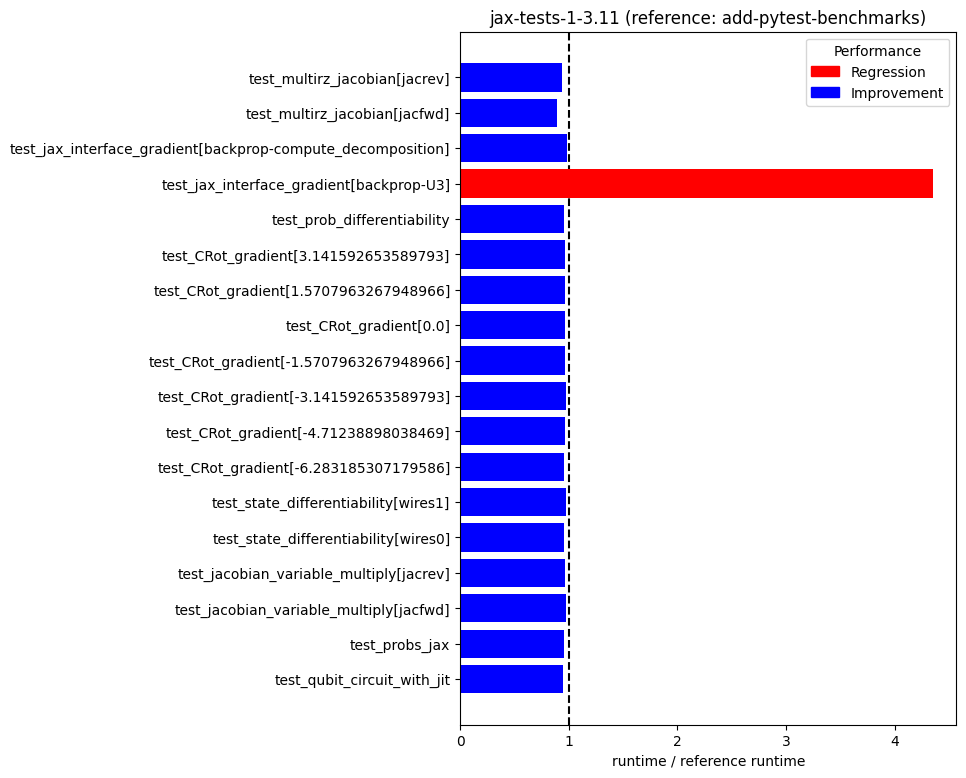 jax-tests-1-3.11 (reference: add-pytest-benchmarks)
Performance
Regression
Improvement
test_multirz_jacobian[jacrev]
test_multirz_jacobian[jacfwd]
test_jax_interface_gradient[backprop-compute_decomposition]
test_jax_interface_gradient[backprop-U3]
test_prob_differentiability
test_CRot_gradient[3.141592653589793]
test_CRot_gradient[1.5707963267948966]
test_CRot_gradient[0.0]
test_CRot_gradient[-1.5707963267948966]
test_CRot_gradient[-3.141592653589793]
test_CRot_gradient[-4.71238898038469]
test_CRot_gradient[-6.283185307179586]
test_state_differentiability[wires1]
test_state_differentiability[wires0]
test_jacobian_variable_multiply[jacrev]
test_jacobian_variable_multiply[jacfwd]
test_probs_jax
test_qubit_circuit_with_jit
0 1 2 3 4
runtime / reference runtime